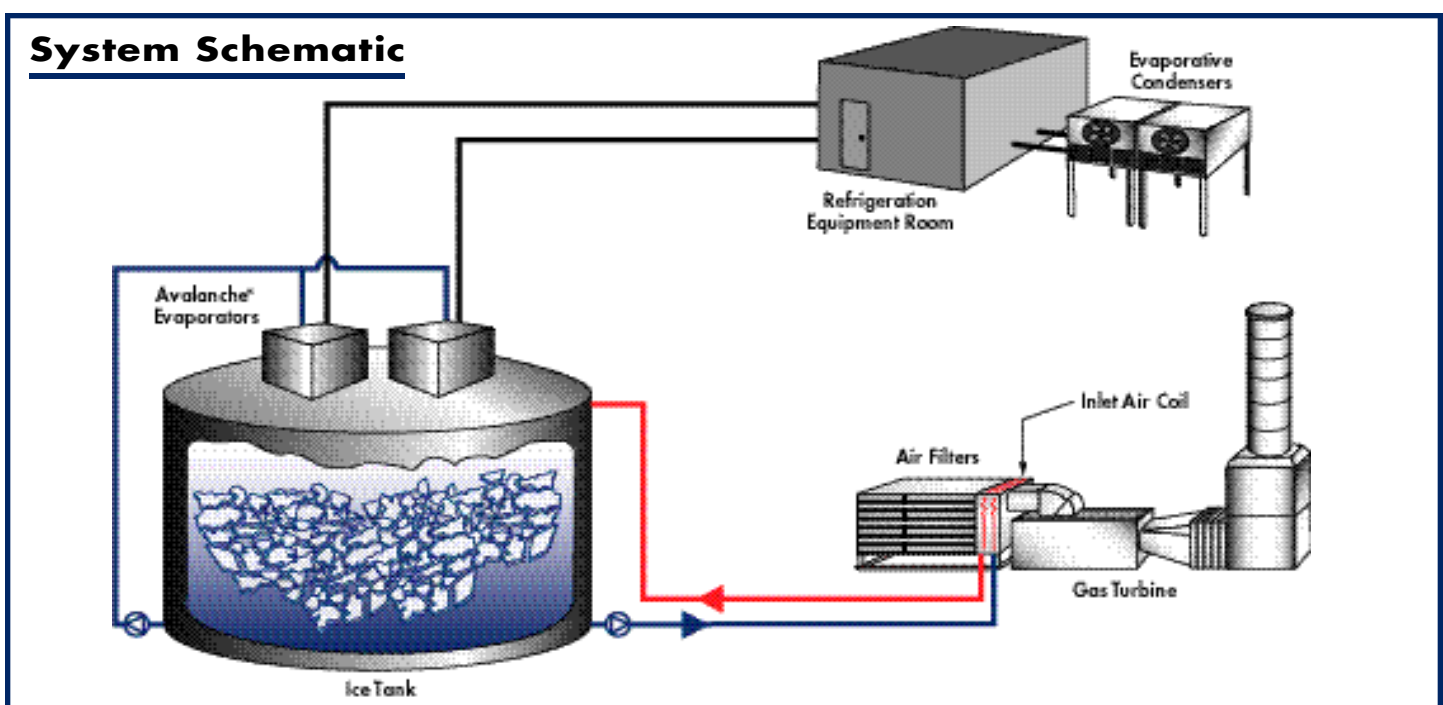 System Schematic
Evaporative
Condensers
Refrigeration
Equipment Room
Avalanche®
Evaporators
Inlet Air Coil
Air Filters
Gas Turbine
Ice Tank